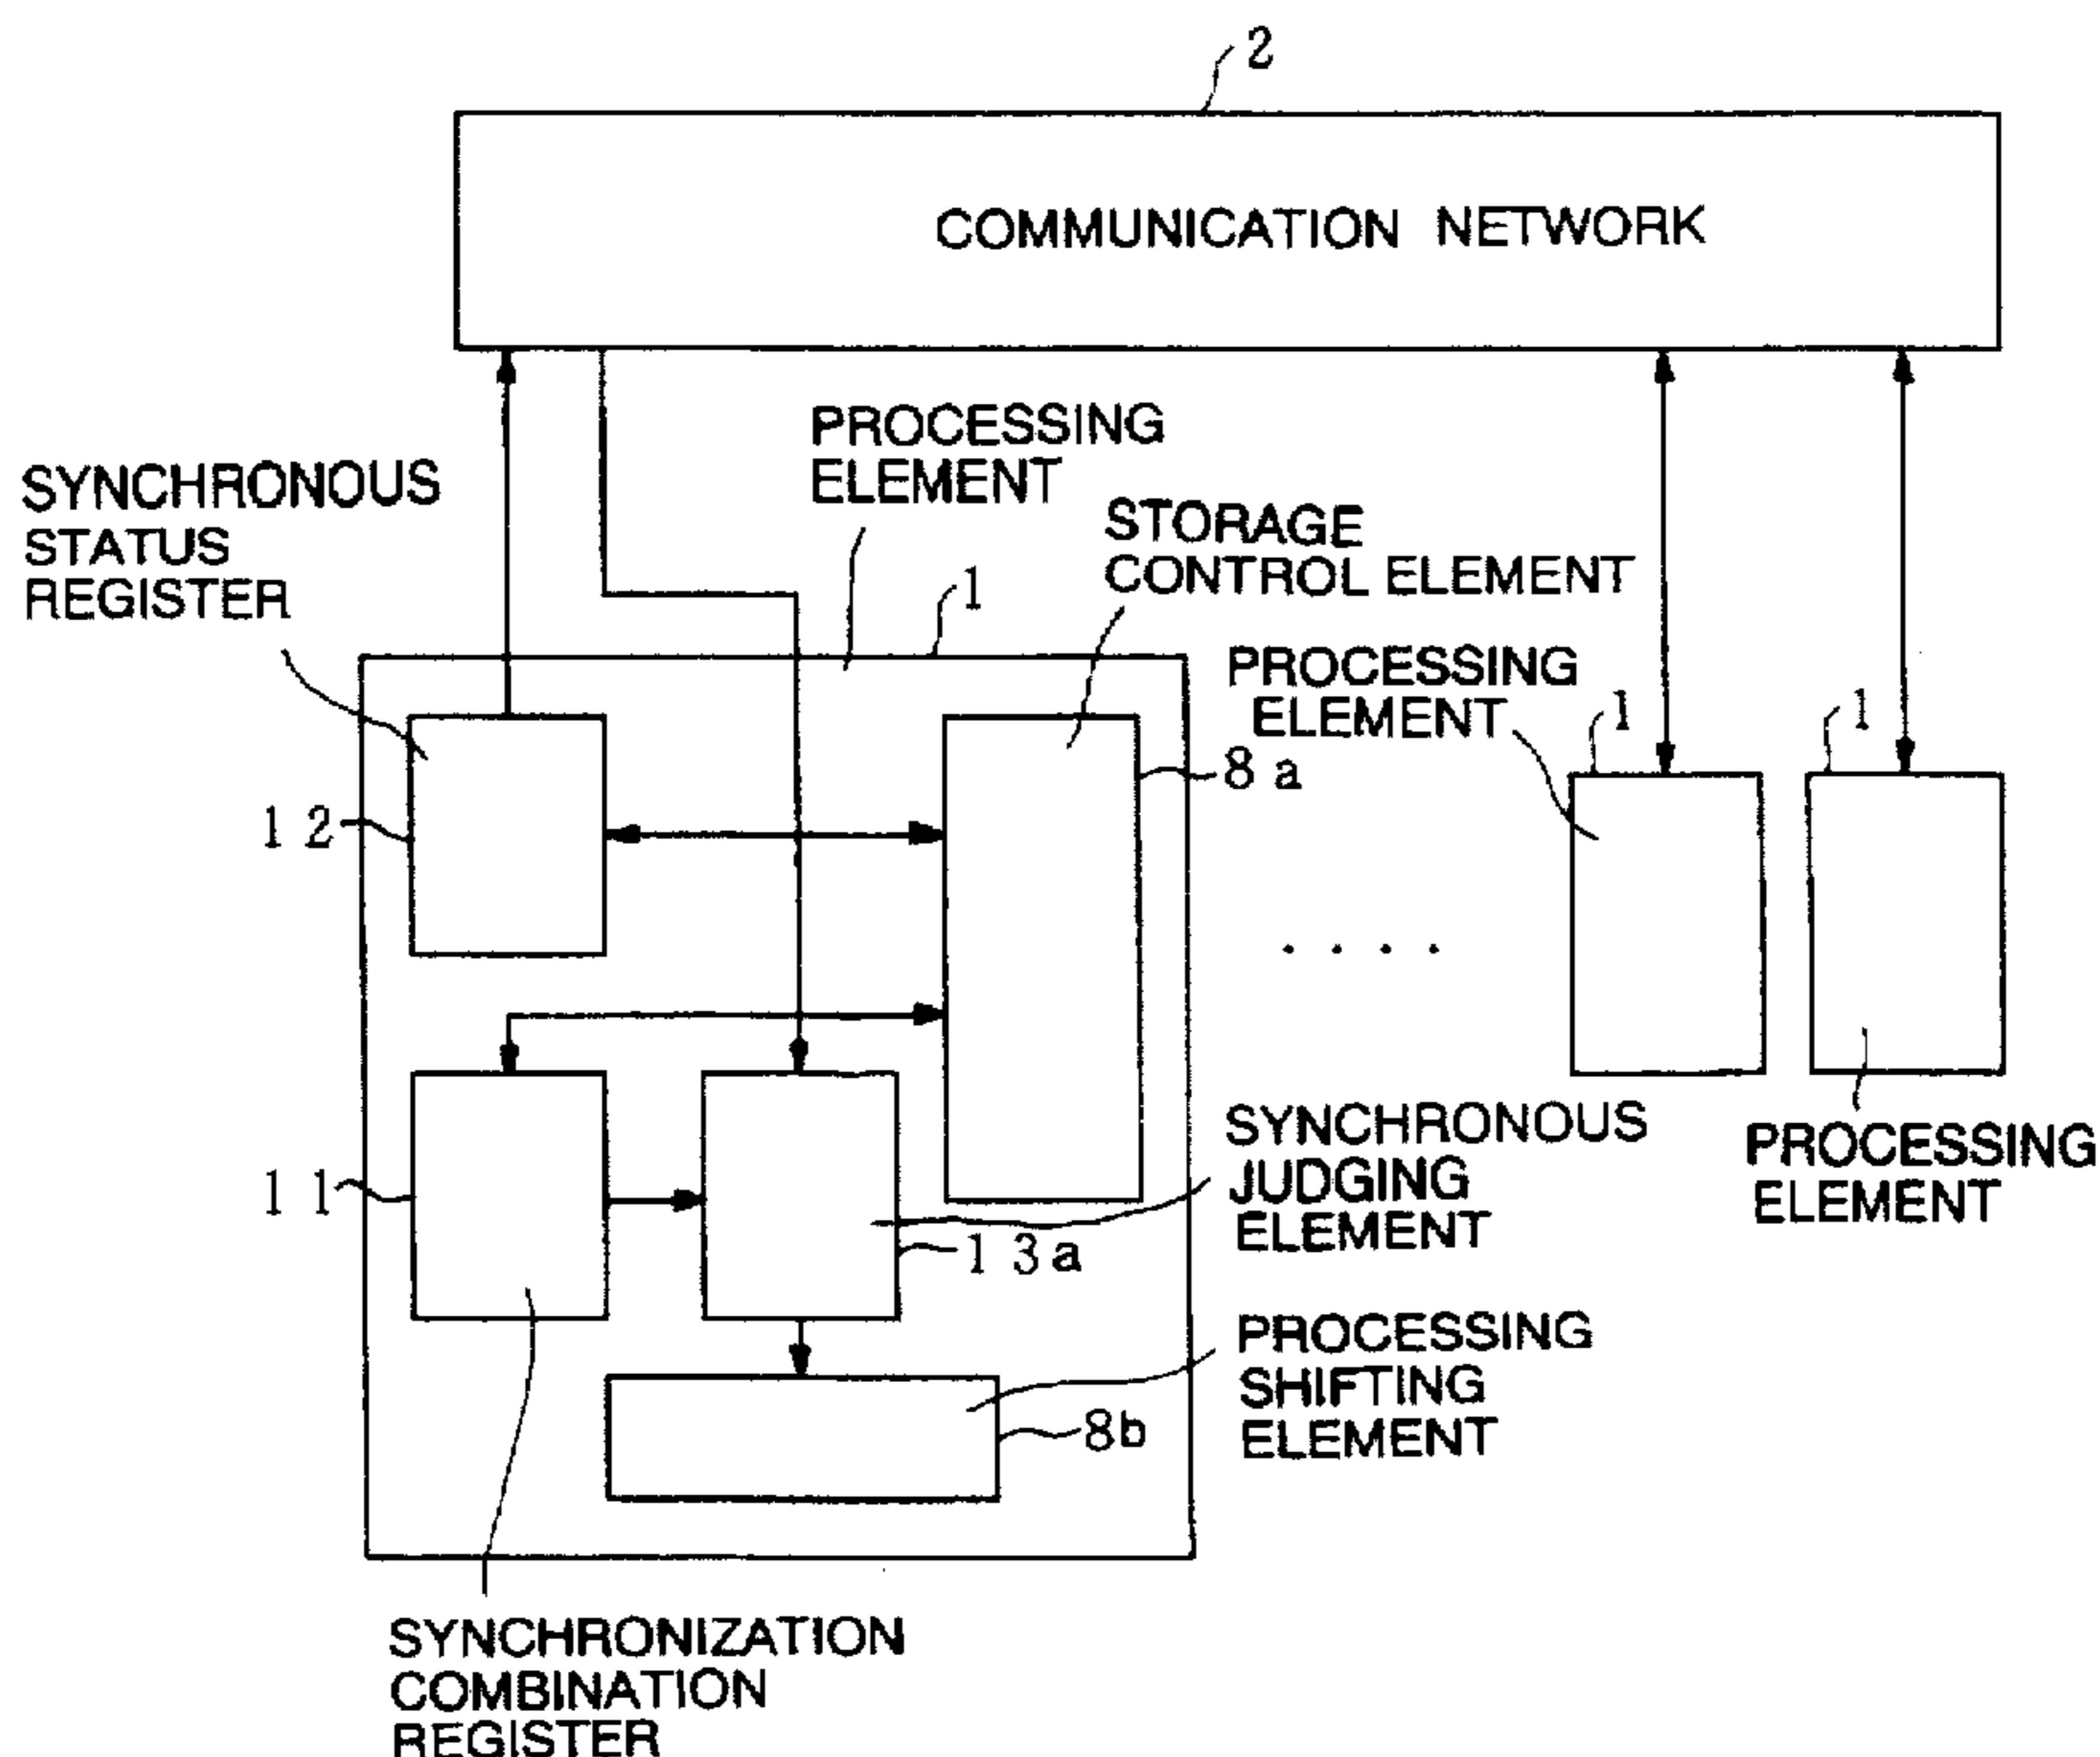 2
COMMUNICATION NETWORK
PROCESSING
ELEMENT
SYNCHRONOUS
STATUS
REGISTER
STORAGE
CONTROL ELEMENT
1
PROCESSING
ELEMENT
1
1
8a
12
....
SYNCHRONOUS
JUDGING
ELEMENT
PROCESSING
ELEMENT
11
13a
PROCESSING
SHIFTING
ELEMENT
8b
SYNCHRONIZATION
COMBINATION
REGISTER